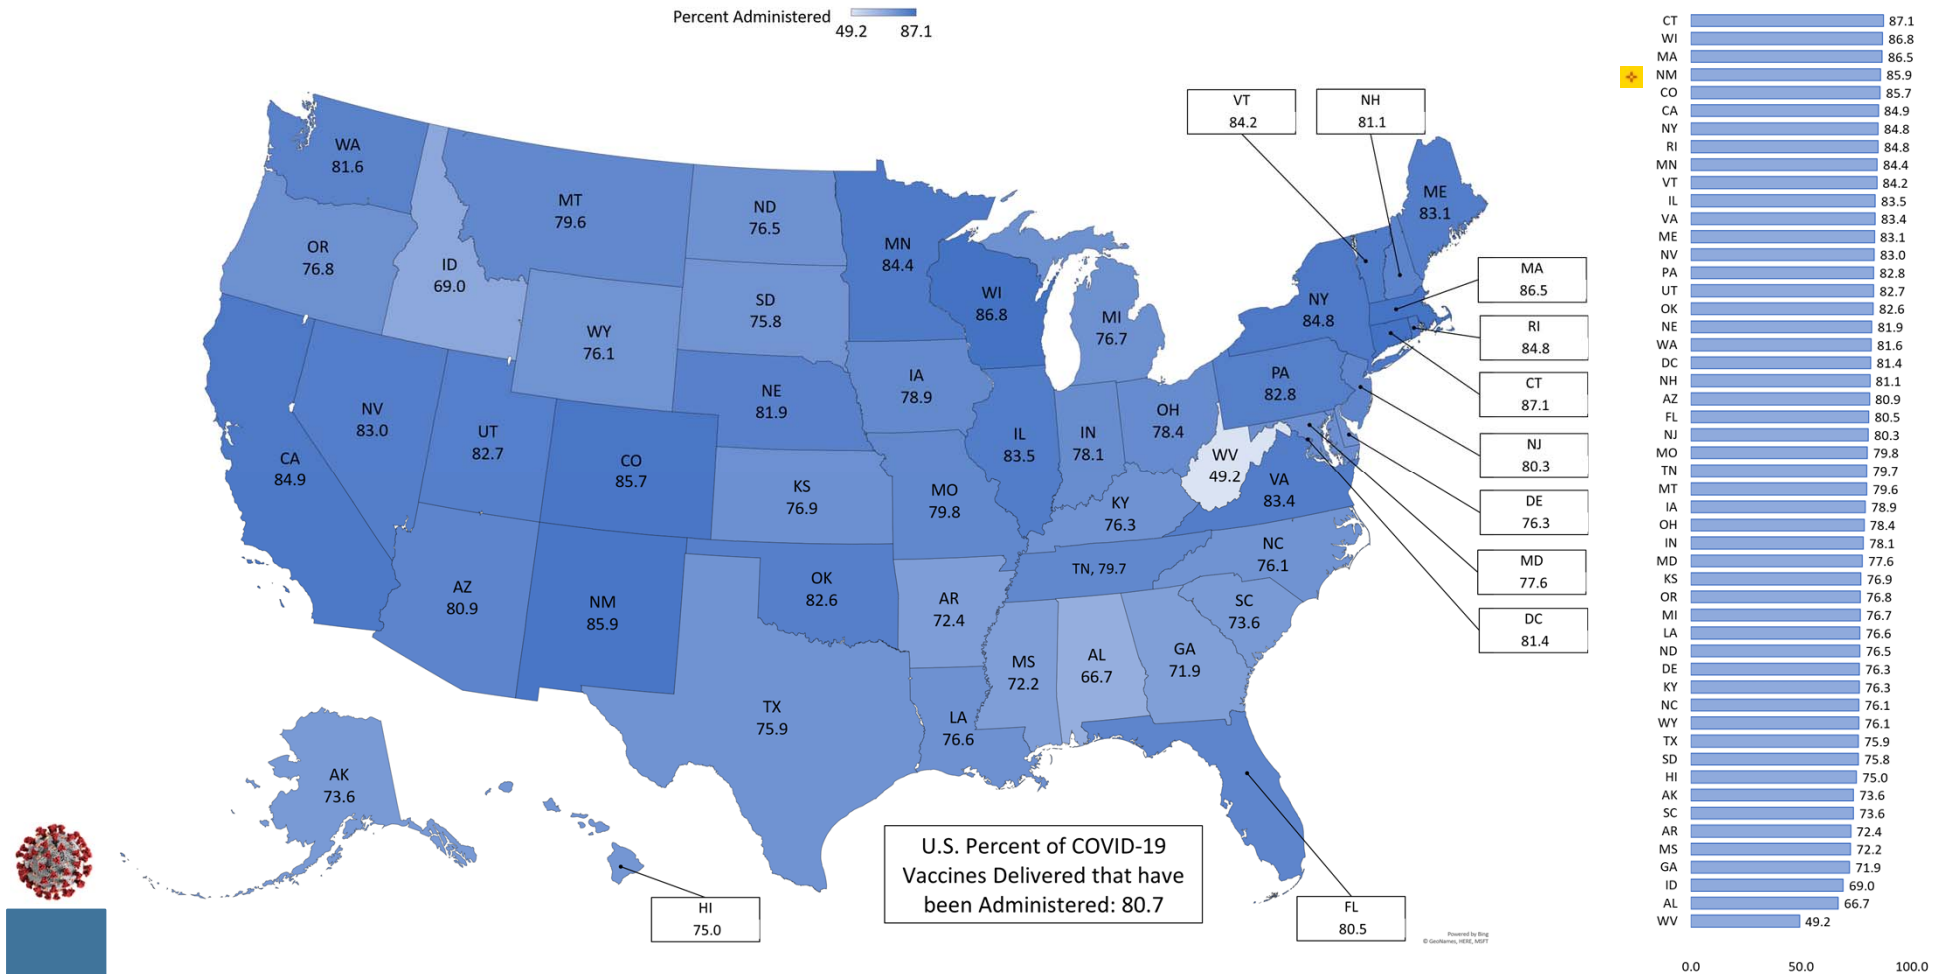 Percent Administered
49.2 87.1
WA
81.6
OR
76.8
ID
69.0
MT
79.6
ND
76.5
SD
75.8
WY
76.1
NE
81.9
MN
84.4
WI
86.8
MI
76.7
IA
78.9
NV
83.0
UT
82.7
CA
84.9
CO
85.7
KS
76.9
MO
79.8
IL
83.5
IN
78.1
OH
78.4
WV
49.2
VA
83.4
PA
82.8
NY
84.8
ME
83.1
KY
76.3
TN, 79.7
NC
76.1
SC
73.6
AZ
80.9
NM
85.9
OK
82.6
AR
72.4
MS
72.2
AL
66.7
GA
71.9
TX
75.9
LA
76.6
AK
73.6
VT
84.2
NH
81.1
MA
86.5
RI
84.8
CT
87.1
NJ
80.3
DE
76.3
MD
77.6
DC
81.4
HI
75.0
FL
80.5
U.S. Percent of COVID-19
Vaccines Delivered that have
been Administered: 80.7
Powered by Bing
© GeoNames, HERE, MSFT
CT 87.1
WI 86.8
MA 86.5
NM 85.9
CO 85.7
CA 84.9
NY 84.8
RI 84.8
MN 84.4
VT 84.2
IL 83.5
VA 83.4
ME 83.1
NV 83.0
PA 82.8
UT 82.7
OK 82.6
NE 81.9
WA 81.6
DC 81.4
NH 81.1
AZ 80.9
FL 80.5
NJ 80.3
MO 79.8
TN 79.7
MT 79.6
IA 78.9
OH 78.4
IN 78.1
MD 77.6
KS 76.9
OR 76.8
MI 76.7
LA 76.6
ND 76.5
DE 76.3
KY 76.3
NC 76.1
WY 76.1
TX 75.9
SD 75.8
HI 75.0
AK 73.6
SC 73.6
AR 72.4
MS 72.2
GA 71.9
ID 69.0
AL 66.7
WV 49.2
0.0 50.0 100.0